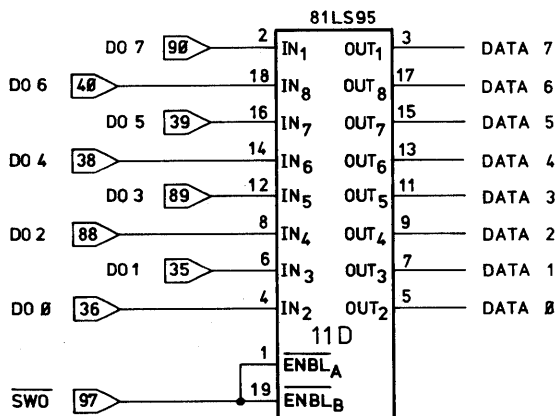 81LS95
DO 7 90 2 IN1 OUT1 3 DATA 7
DO 6 40 18 IN8 OUT8 17 DATA 6
DO 5 39 16 IN7 OUT7 15 DATA 5
DO 4 38 14 IN6 OUT6 13 DATA 4
DO 3 89 12 IN5 OUT5 11 DATA 3
DO 2 88 8 IN4 OUT4 9 DATA 2
DO 1 35 6 IN3 OUT3 7 DATA 1
DO 0 36 4 IN2 OUT2 5 DATA 0
11D
1 ENBLA
SWO 97 19 ENBLB